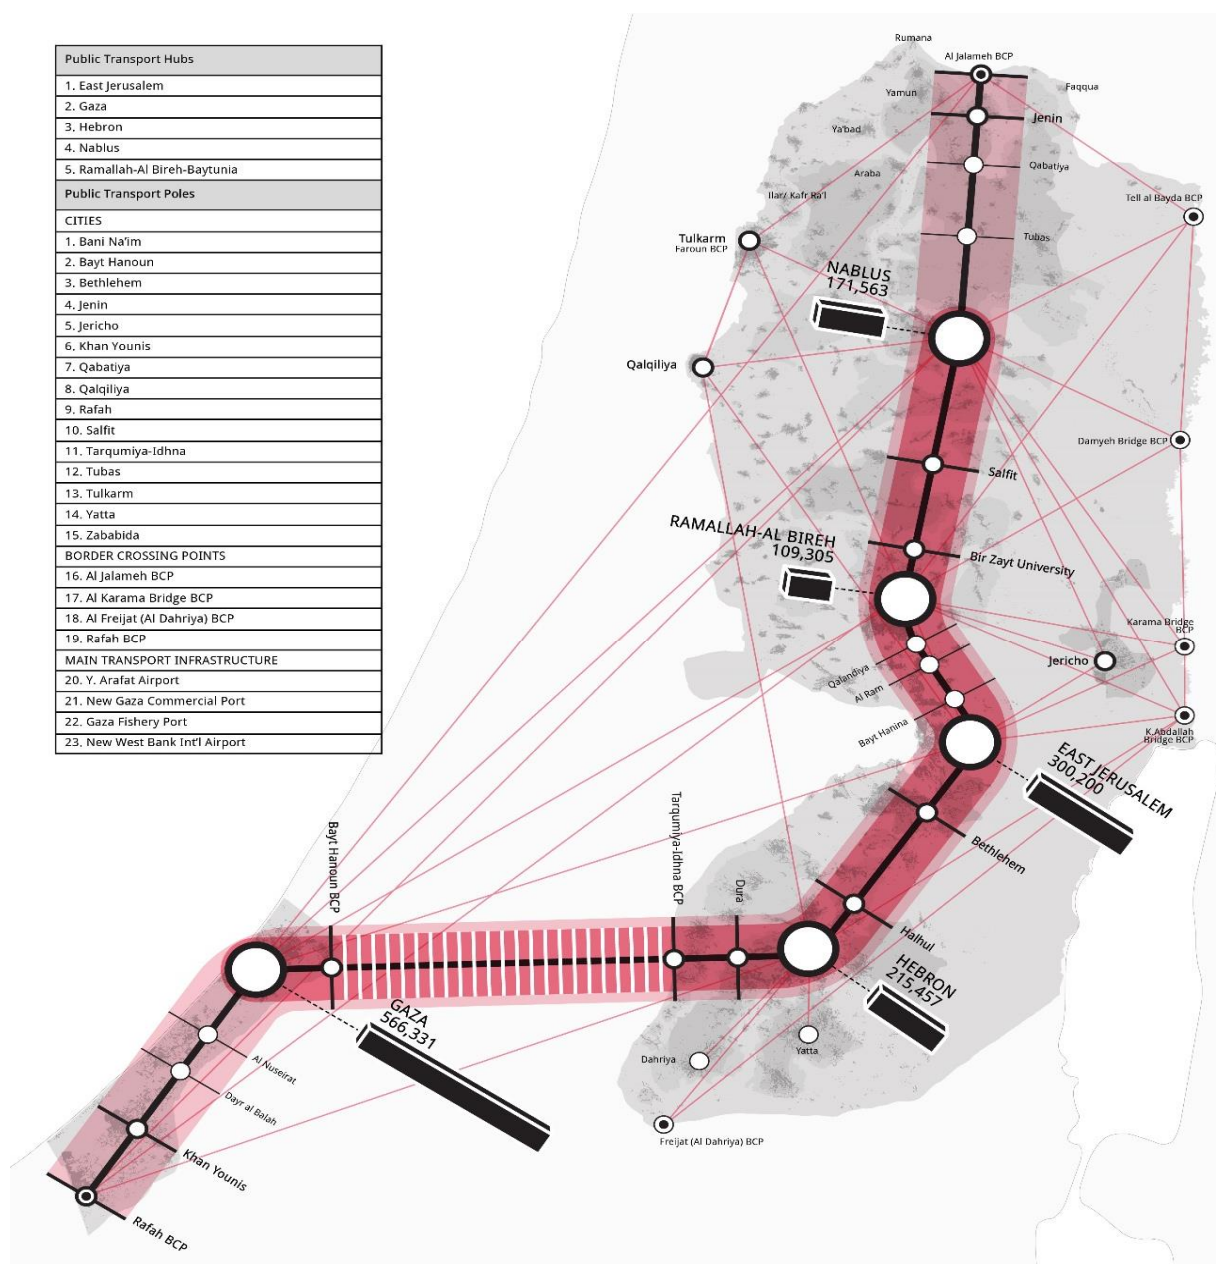 Public Transport Hubs
1. East Jerusalem
2. Gaza
3. Hebron
4. Nablus
5. Ramallah-Al Bireh-Baytunia
Public Transport Poles
CITIES
1. Bani Na'im
2. Bayt Hanoun
3. Bethlehem
4. Jenin
5. Jericho
6. Khan Younis
7. Qabatiya
8. Qalqiliya
9. Rafah
10. Salfit
11. Tarqumiya-Idhna
12. Tubas
13. Tulkarm
14. Yatta
15. Zababida
BORDER CROSSING POINTS
16. Al Jalameh BCP
17. Al Karama Bridge BCP
18. Al Freijat (Al Dahriya) BCP
19. Rafah BCP
MAIN TRANSPORT INFRASTRUCTURE
20. Y. Arafat Airport
21. New Gaza Commercial Port
22. Gaza Fishery Port
23. New West Bank Int'l Airport
Rumana
Al Jalameh BCP
Yamun
Faqqua
Jenin
Ya'bad
Qabatiya
Araba
Ilar/ Kafr Ra'I
Tell al Bayda BCP
Tulkarm
Faroun BCP
Tubas
NABLUS
171,563
Qalqiliya
Damyeh Bridge BCP
Salfit
RAMALLAH-AL BIREH
109,305
Bir Zayt University
Karama Bridge
BCP
Jericho
Qalandiya
Al Ram
Bayt Hanina
K.Abdallah
Bridge BCP
EAST JERUSALEM
300,200
Bayt Hanoun BCP
Tarqumiya-Idhna BCP
Dura
Bethlehem
Halhul
HEBRON
215,457
GAZA
566,331
Yatta
Dahriya
Al Nuseirat
Dayr al Balah
Freijat (Al Dahriya) BCP
Khan Younis
Rafah BCP